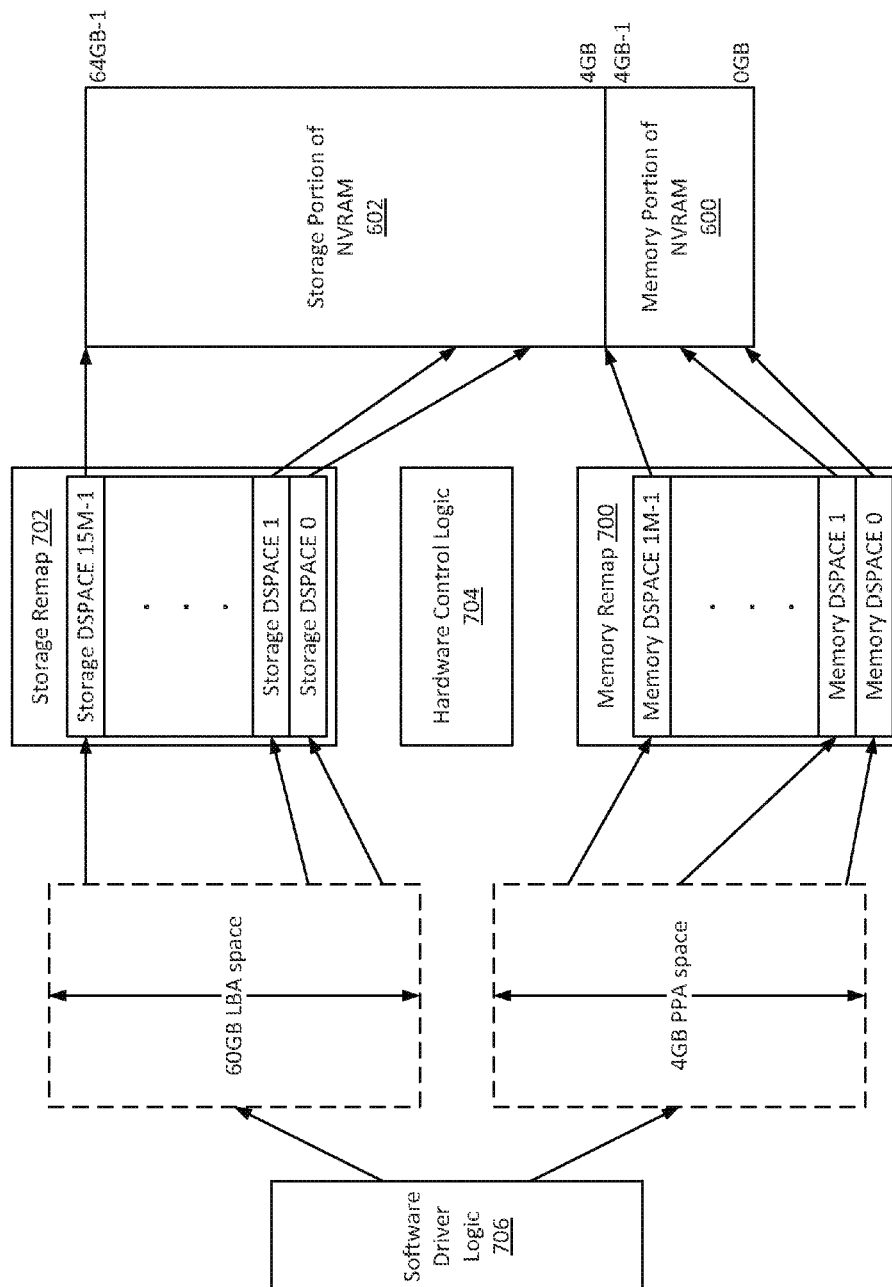 Software
Driver
Logic
706
60GB LBA space
4GB PPA space
Storage Remap 702
Storage DSPACE 15M-1
Storage DSPACE 1
Storage DSPACE 0
Hardware Control Logic
704
Memory Remap 700
Memory DSPACE 1M-1
Memory DSPACE 1
Memory DSPACE 0
Storage Portion of
NVRAM
602
Memory Portion of
NVRAM
600
64GB-1
4GB
4GB-1
0GB